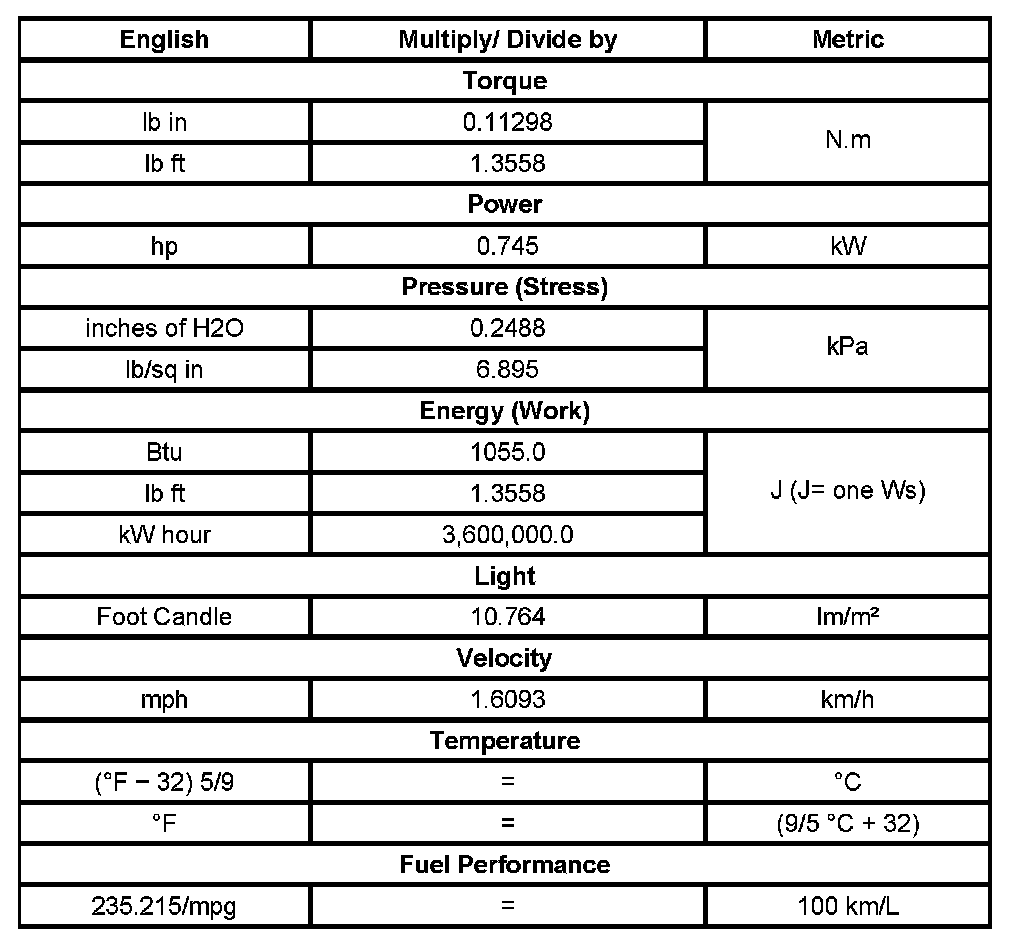 English Multiply/ Divide by Metric
Torque
lb in 0.11298 N.m
lb ft 1.3558
Power
hp 0.745 kW
Pressure (Stress)
inches of H2O 0.2488 kPa
lb/sq in 6.895
Energy (Work)
Btu 1055.0 J (J= one Ws)
lb ft 1.3558
kW hour 3,600,000.0
Light
Foot Candle 10.764 lm/m²
Velocity
mph 1.6093 km/h
Temperature
(°F − 32) 5/9 = °C
°F = (9/5 °C + 32)
Fuel Performance
235.215/mpg = 100 km/L